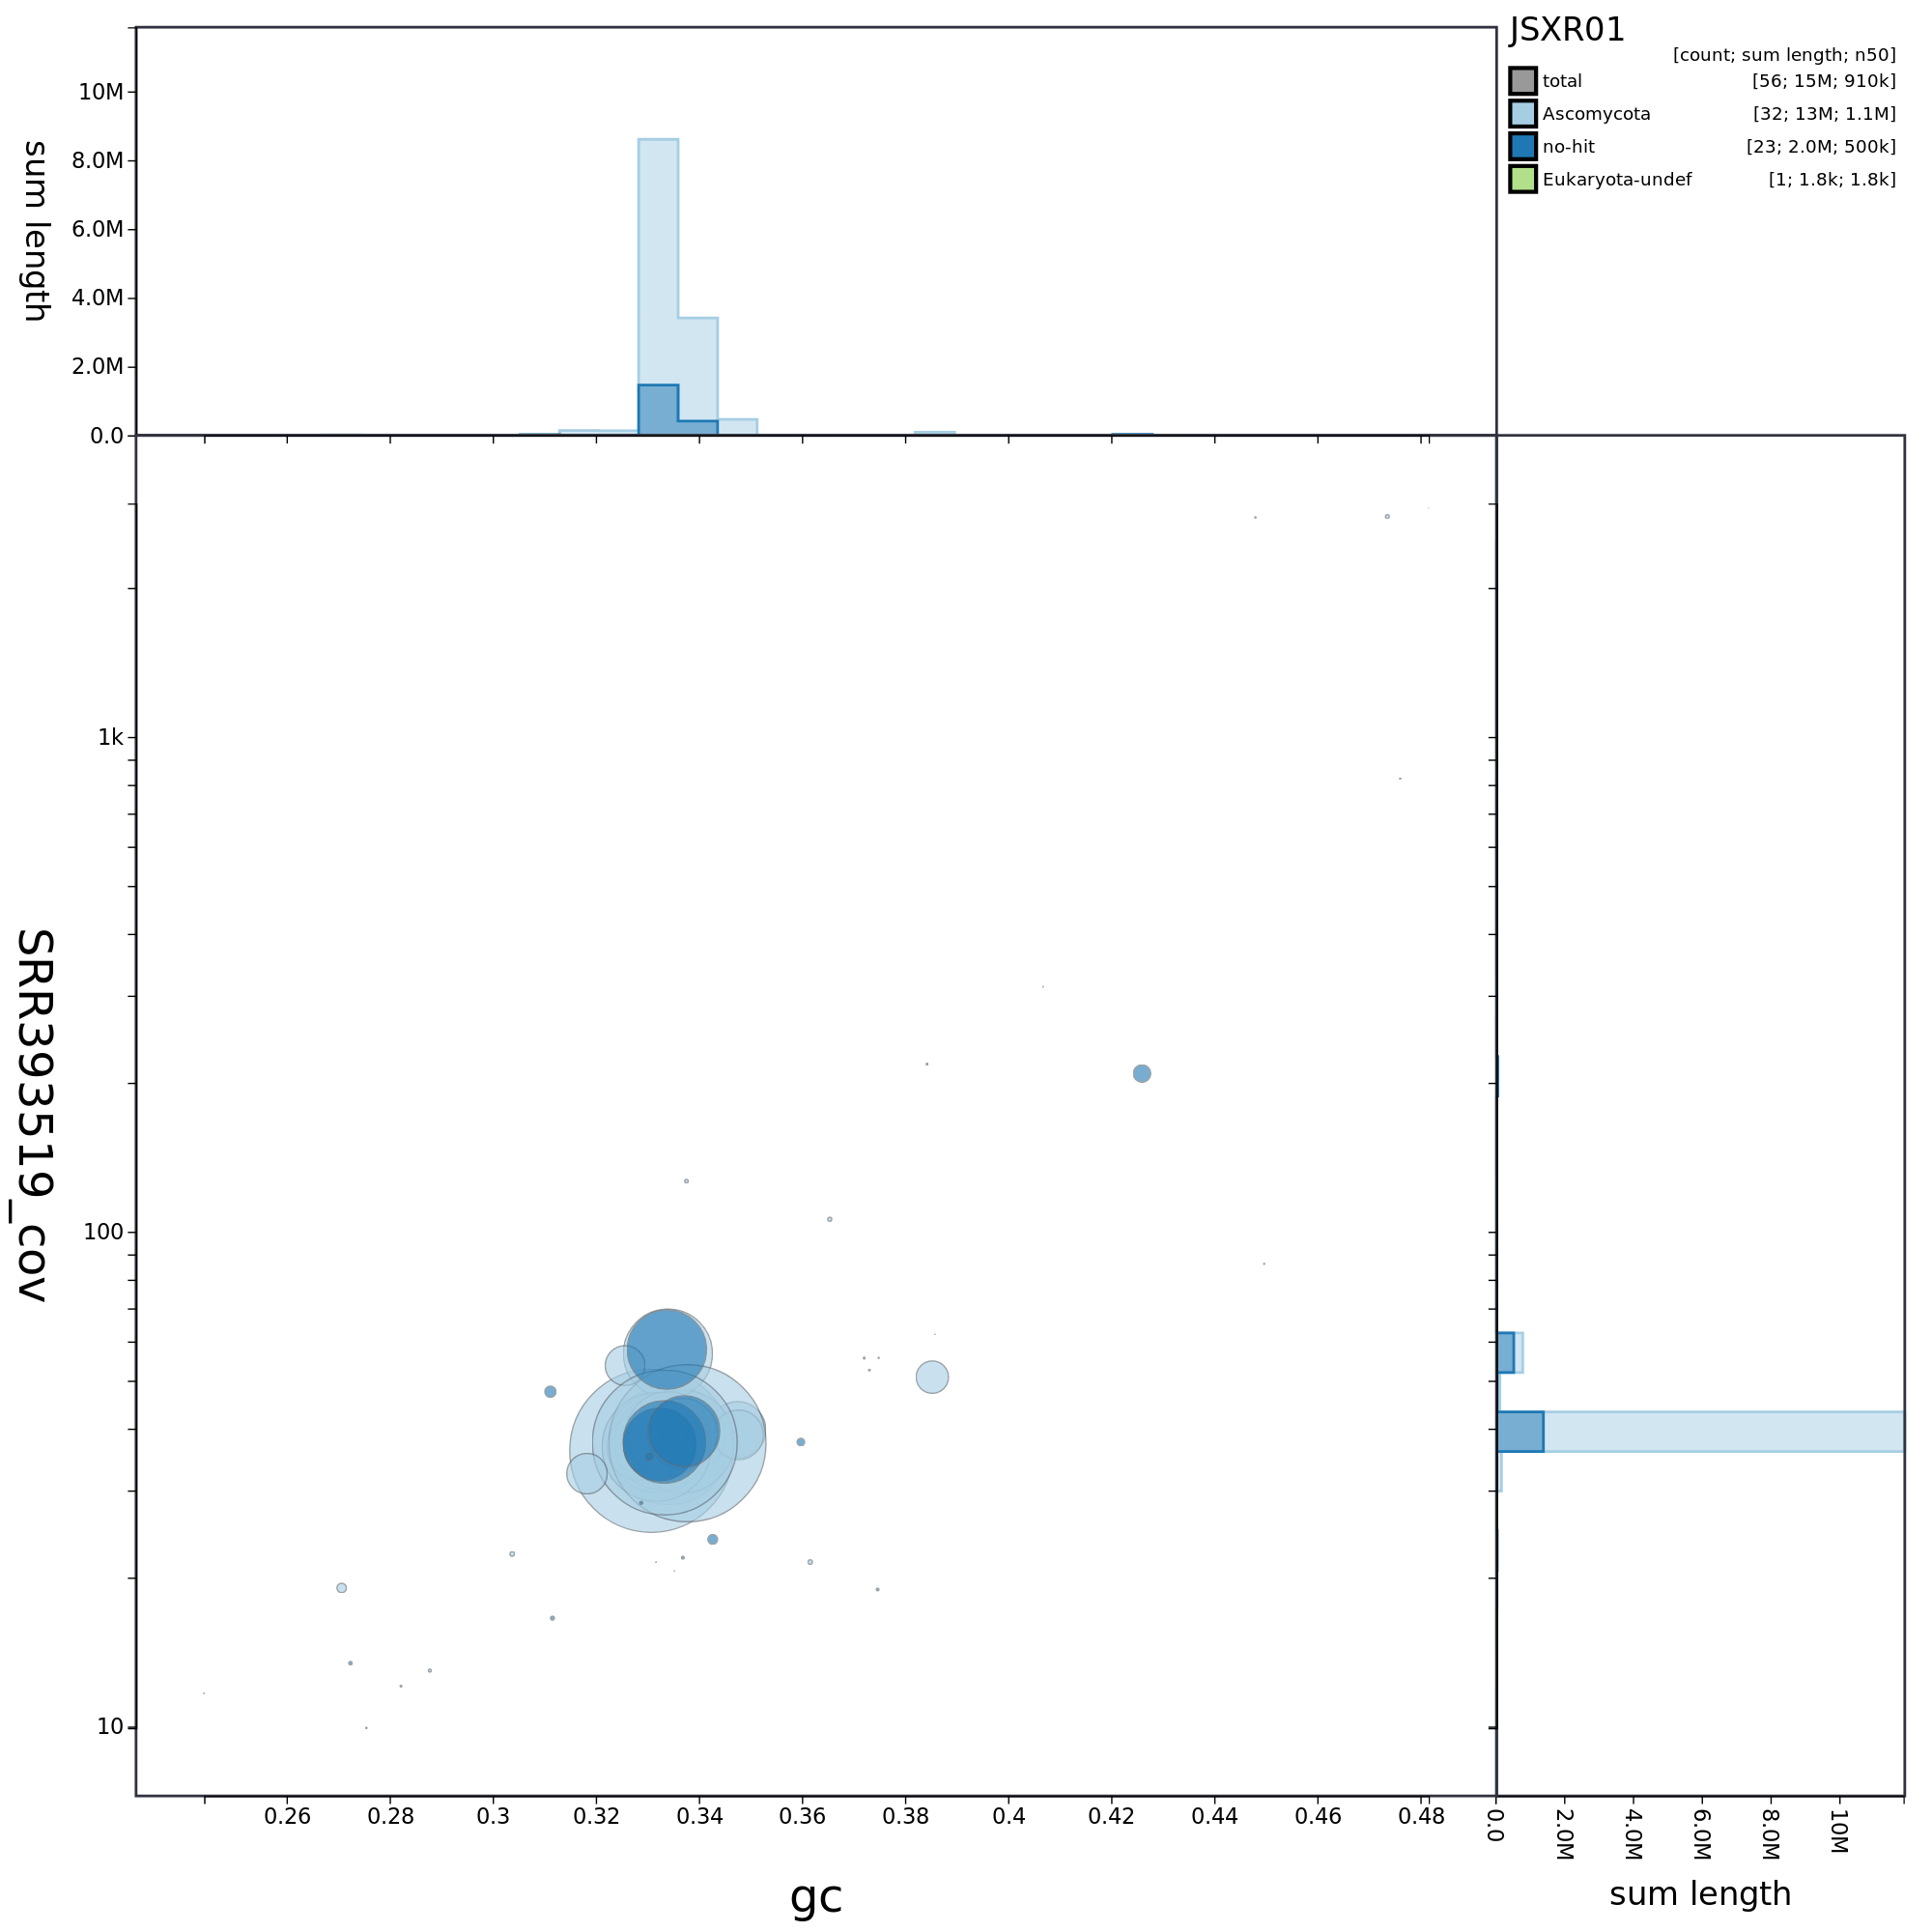 JSXR01
[count; sum length; n50]
total [56; 15M; 910k]
Ascomycota [32; 13M; 1.1M]
no-hit [23; 2.0M; 500k]
Eukaryota-undef [1; 1.8k; 1.8k]
sum length
10M
8.0M
6.0M
4.0M
2.0M
0.0
SRR393519_cov
1k
100
10
0.26 0.28 0.3 0.32 0.34 0.36 0.38 0.4 0.42 0.44 0.46 0.48
gc
0.0 2.0M 4.0M 6.0M 8.0M 10M
sum length